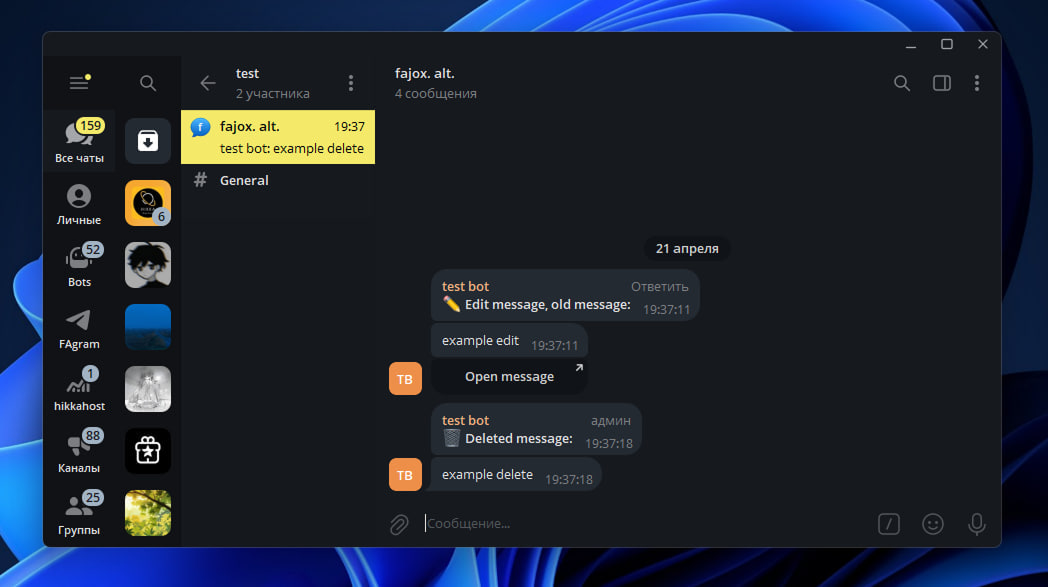 159
Все чаты
Личные
52
Bots
FAgram
1
hikkahost
88
Каналы
25
Группы
6
test
2 участника
f
fajox. alt.
19:37
test bot: example delete
# General
fajox. alt.
4 сообщения
21 апреля
test bot
Ответить
✏️ Edit message, old message:
19:37:11
example edit
19:37:11
Open message
TB
test bot
админ
🗑 Deleted message:
19:37:18
example delete
19:37:18
TB
Сообщение...
/